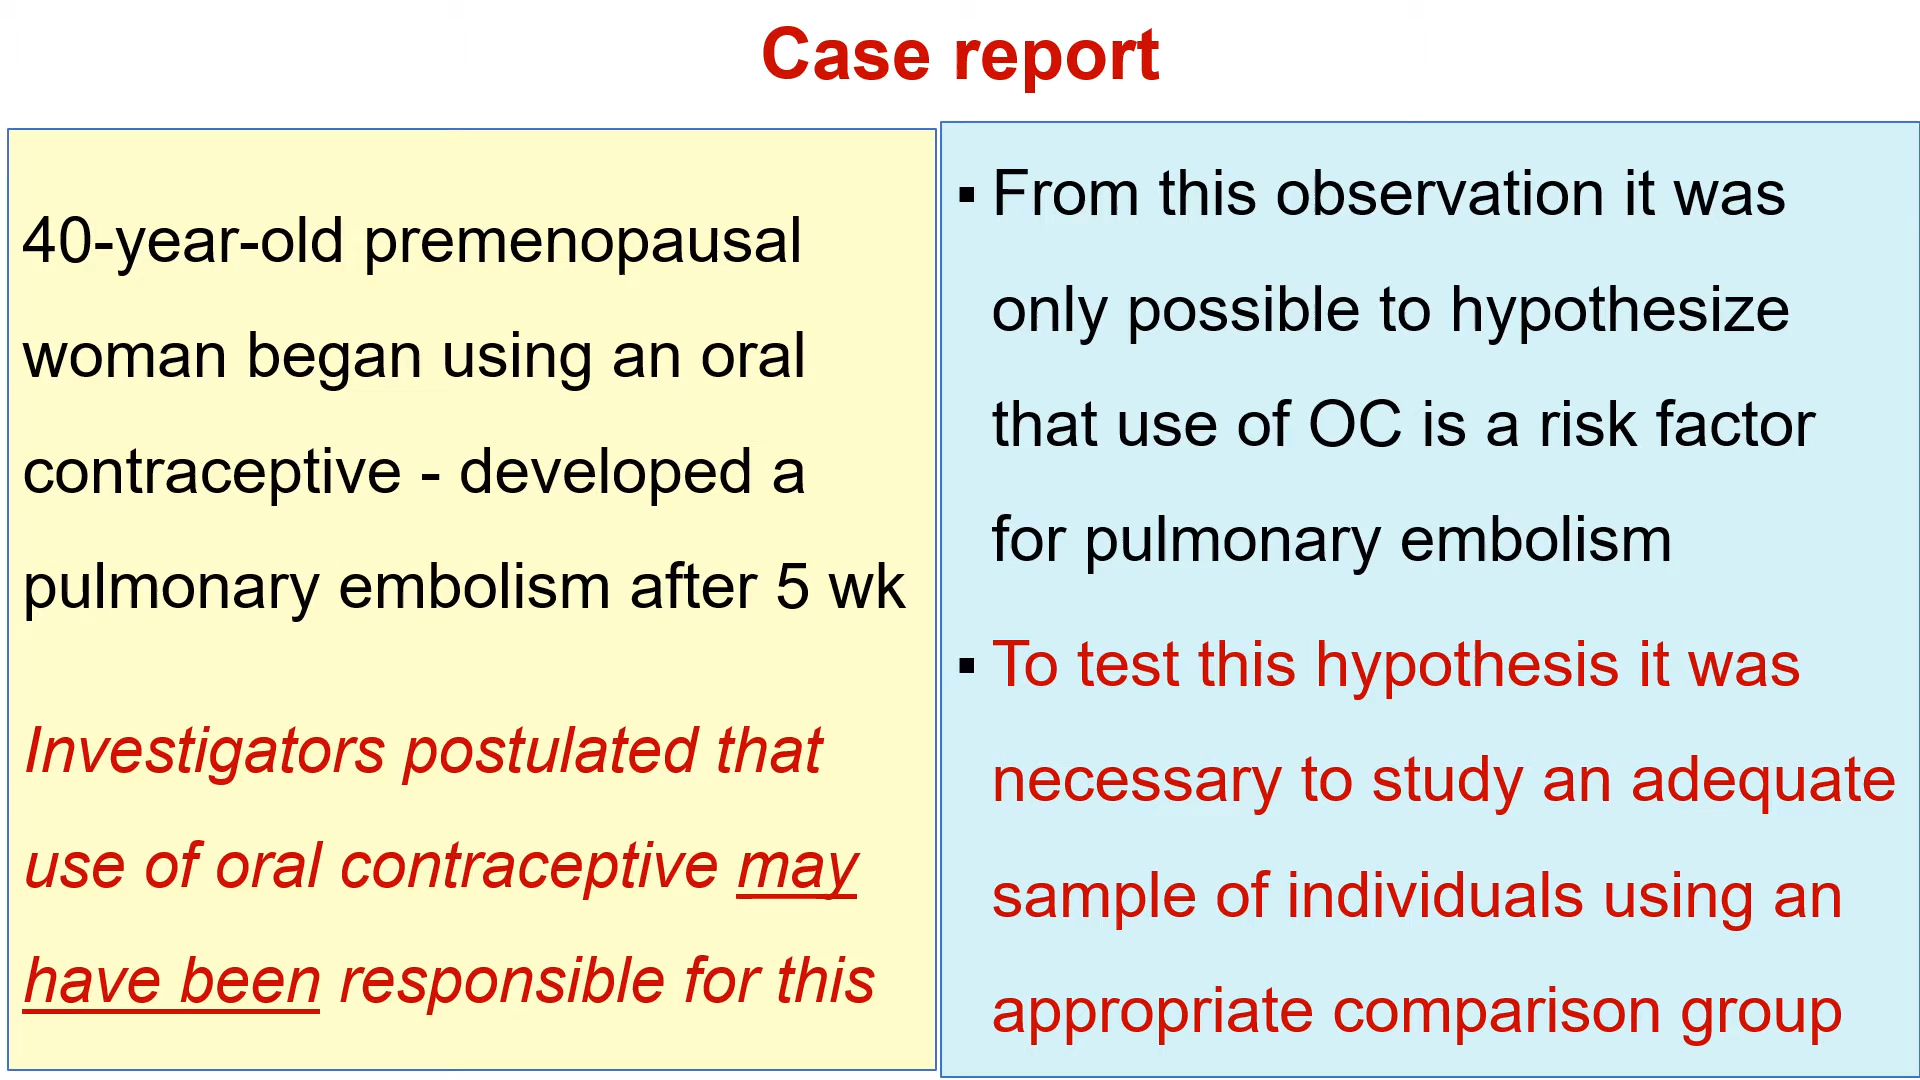 Case report
40-year-old premenopausal
woman began using an oral
contraceptive - developed a
pulmonary embolism after 5 wk
Investigators postulated that
use of oral contraceptive may
have been responsible for this
▪ From this observation it was
only possible to hypothesize
that use of OC is a risk factor
for pulmonary embolism
▪ To test this hypothesis it was
necessary to study an adequate
sample of individuals using an
appropriate comparison group